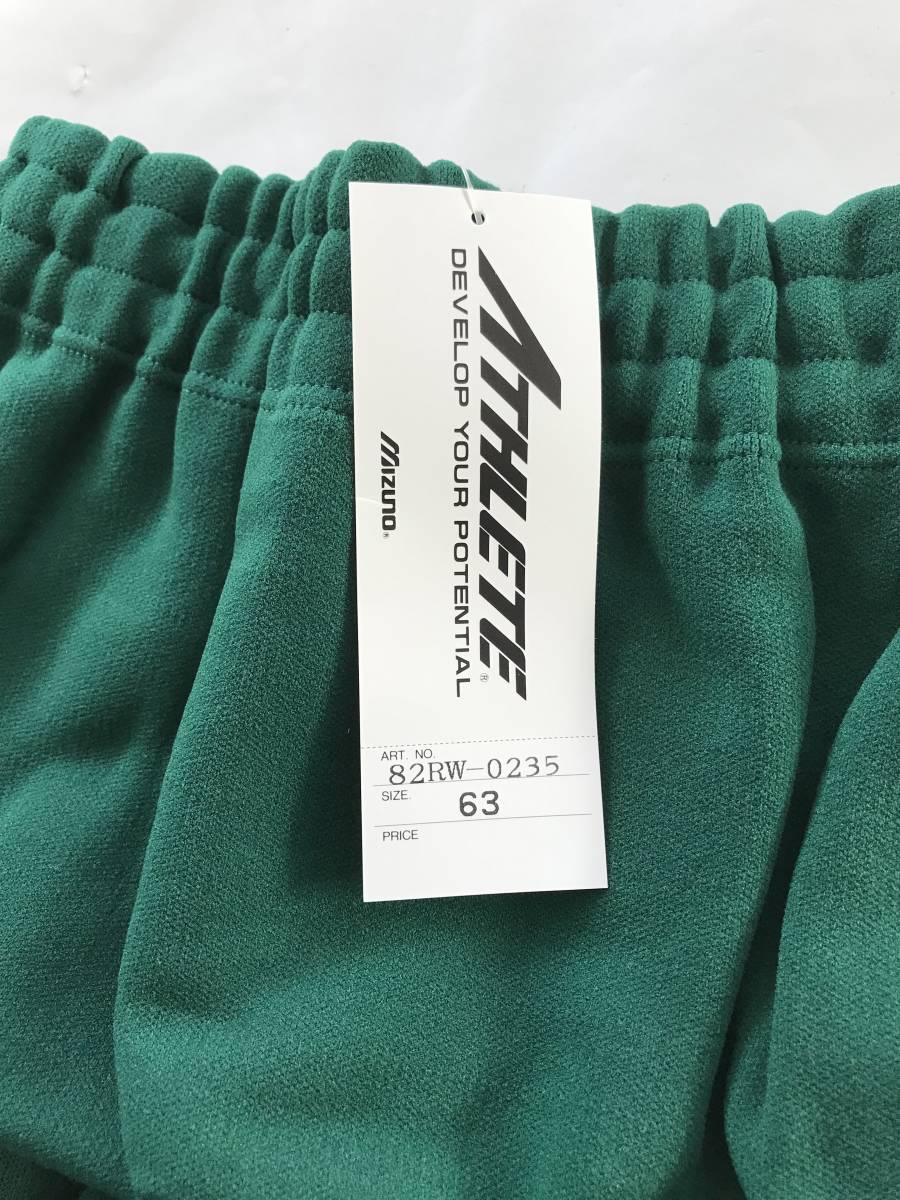 ATHLETE®
DEVELOP YOUR POTENTIAL
Mizuno®
ART. NO.
82RW-0235
SIZE.
63
PRICE